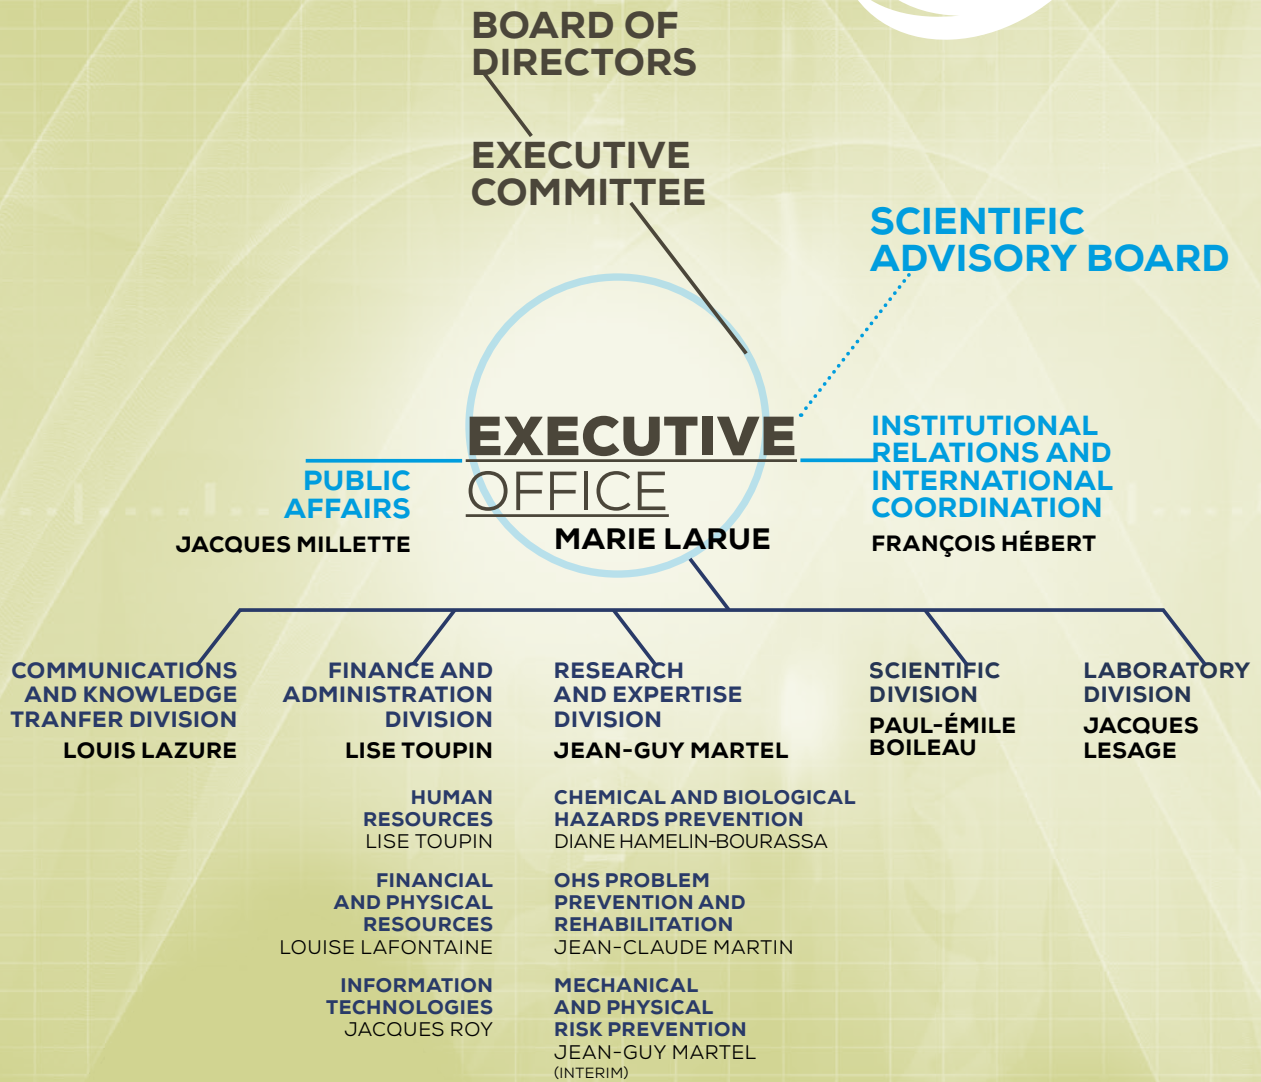 BOARD OF
DIRECTORS
EXECUTIVE
COMMITTEE
SCIENTIFIC
ADVISORY BOARD
EXECUTIVE
OFFICE
MARIE LARUE
PUBLIC
AFFAIRS
JACQUES MILLETTE
INSTITUTIONAL
RELATIONS AND
INTERNATIONAL
COORDINATION
FRANÇOIS HÉBERT
COMMUNICATIONS
AND KNOWLEDGE
TRANFER DIVISION
LOUIS LAZURE
FINANCE AND
ADMINISTRATION
DIVISION
LISE TOUPIN
HUMAN
RESOURCES
LISE TOUPIN
FINANCIAL
AND PHYSICAL
RESOURCES
LOUISE LAFONTAINE
INFORMATION
TECHNOLOGIES
JACQUES ROY
RESEARCH
AND EXPERTISE
DIVISION
JEAN-GUY MARTEL
CHEMICAL AND BIOLOGICAL
HAZARDS PREVENTION
DIANE HAMELIN-BOURASSA
OHS PROBLEM
PREVENTION AND
REHABILITATION
JEAN-CLAUDE MARTIN
MECHANICAL
AND PHYSICAL
RISK PREVENTION
JEAN-GUY MARTEL
(INTERIM)
SCIENTIFIC
DIVISION
PAUL-ÉMILE
BOILEAU
LABORATORY
DIVISION
JACQUES
LESAGE